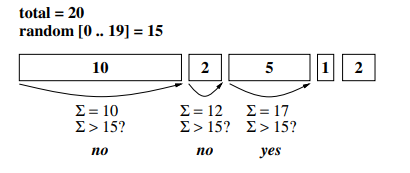 total = 20
random [0 .. 19] = 15
10 2 5 1 2
Σ = 10 Σ = 12 Σ = 17
Σ > 15? Σ > 15? Σ > 15?
no no yes